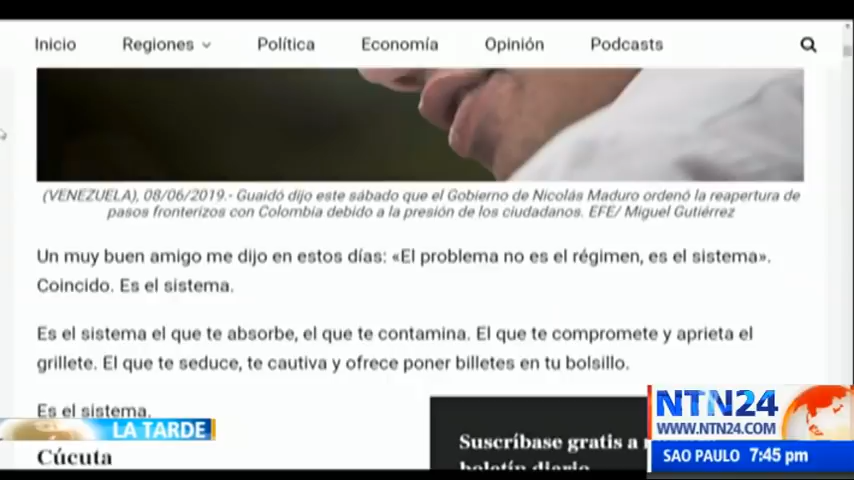 Inicio Regiones Política Economía Opinión Podcasts
(VENEZUELA), 08/06/2019.- Guaidó dijo este sábado que el Gobierno de Nicolás Maduro ordenó la reapertura de
pasos fronterizos con Colombia debido a la presión de los ciudadanos. EFE/ Miguel Gutiérrez
Un muy buen amigo me dijo en estos días: «El problema no es el régimen, es el sistema».
Coincido. Es el sistema.
Es el sistema el que te absorbe, el que te contamina. El que te compromete y aprieta el
grillete. El que te seduce, te cautiva y ofrece poner billetes en tu bolsillo.
Es el sistema.
Cúcuta
Suscríbase gratis a
boletín diario
LA TARDE
NTN24
WWW.NTN24.COM
SAO PAULO 7:45 pm